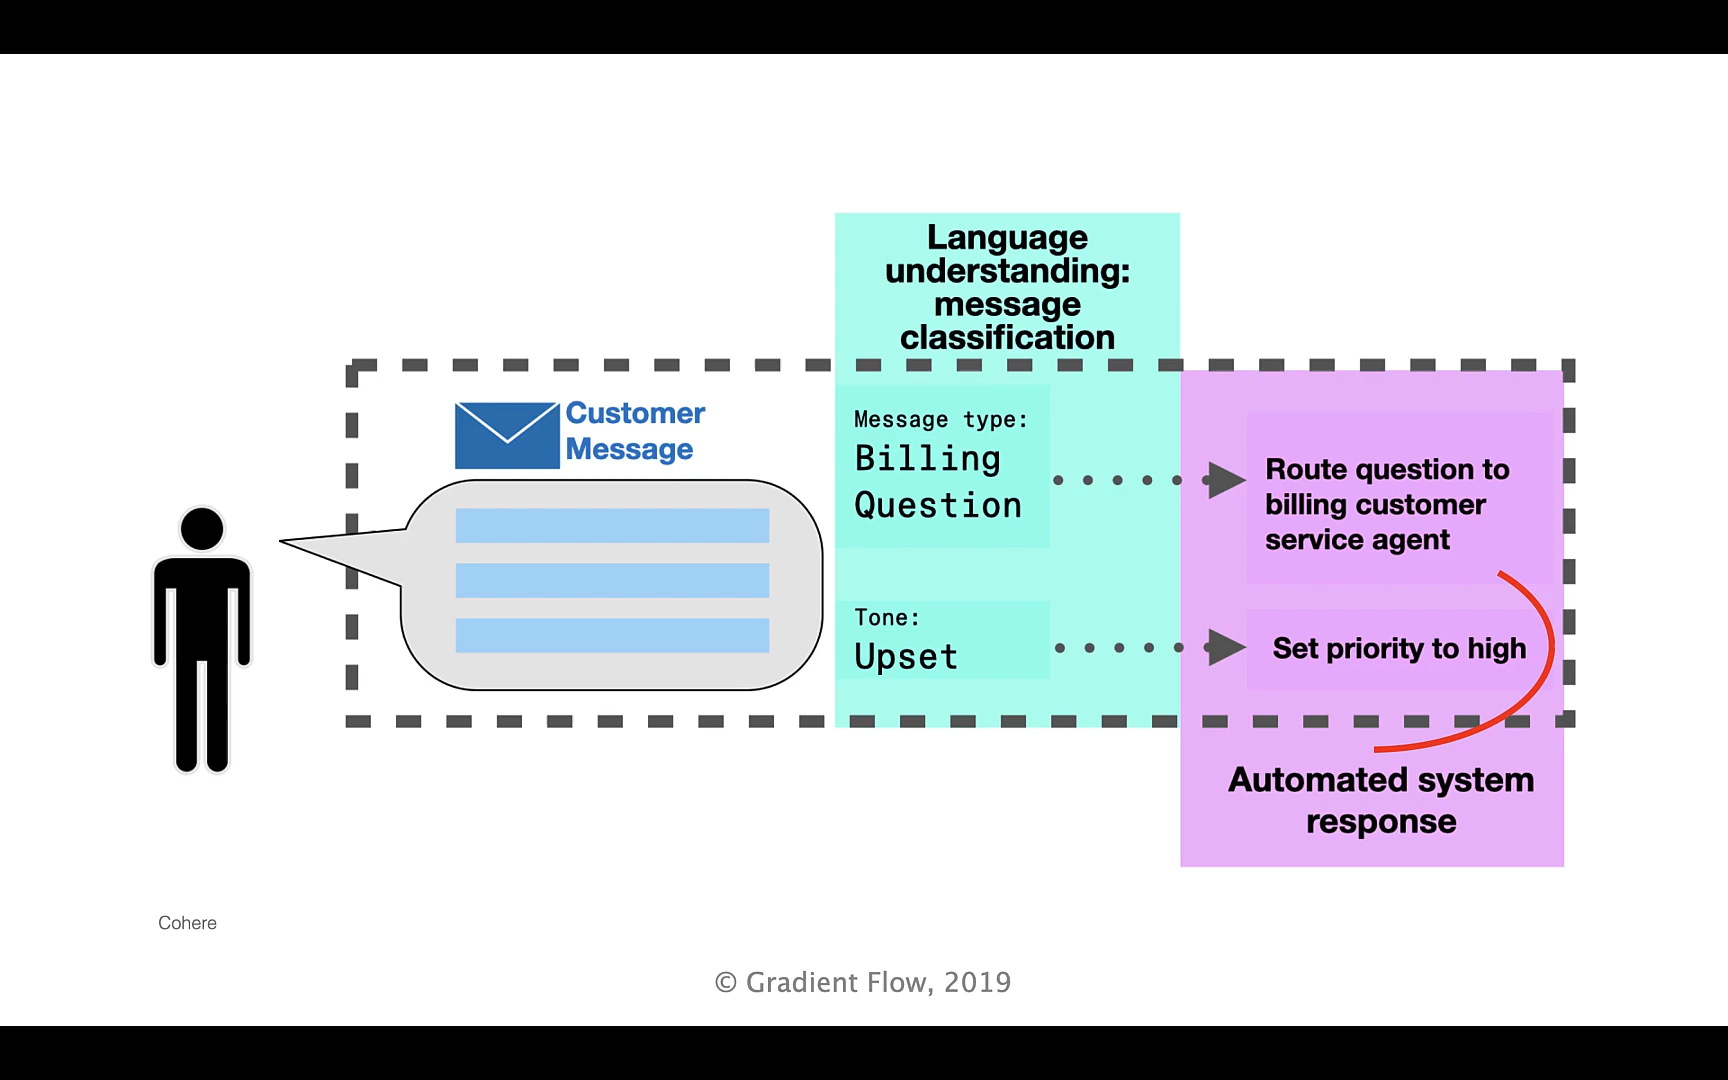 Language
understanding:
message
classification
Customer
Message
Message type:
Billing
Question
Route question to
billing customer
service agent
Tone:
Upset
Set priority to high
Automated system
response
Cohere
© Gradient Flow, 2019